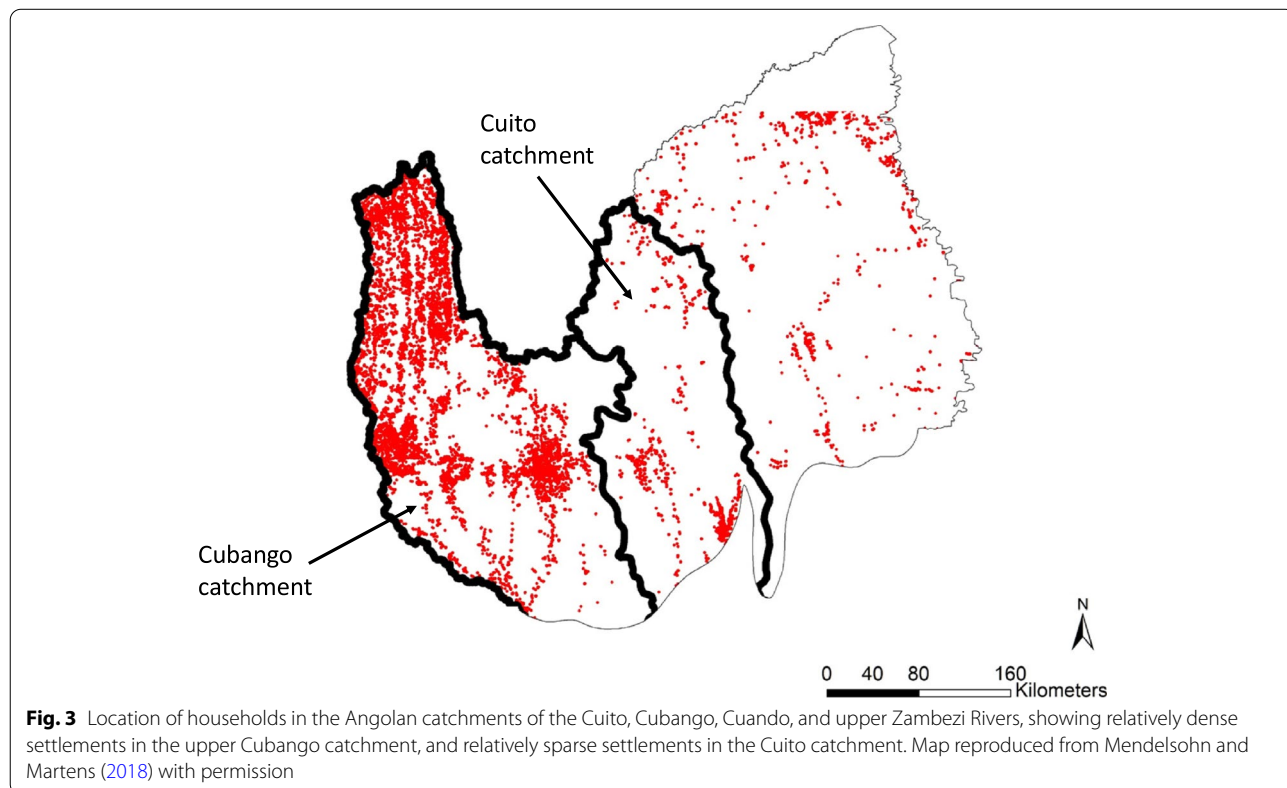 Cuito
catchment
Cubango
catchment
N
0 40 80 160
Kilometers
Fig. 3 Location of households in the Angolan catchments of the Cuito, Cubango, Cuando, and upper Zambezi Rivers, showing relatively dense
settlements in the upper Cubango catchment, and relatively sparse settlements in the Cuito catchment. Map reproduced from Mendelsohn and
Martens (2018) with permission